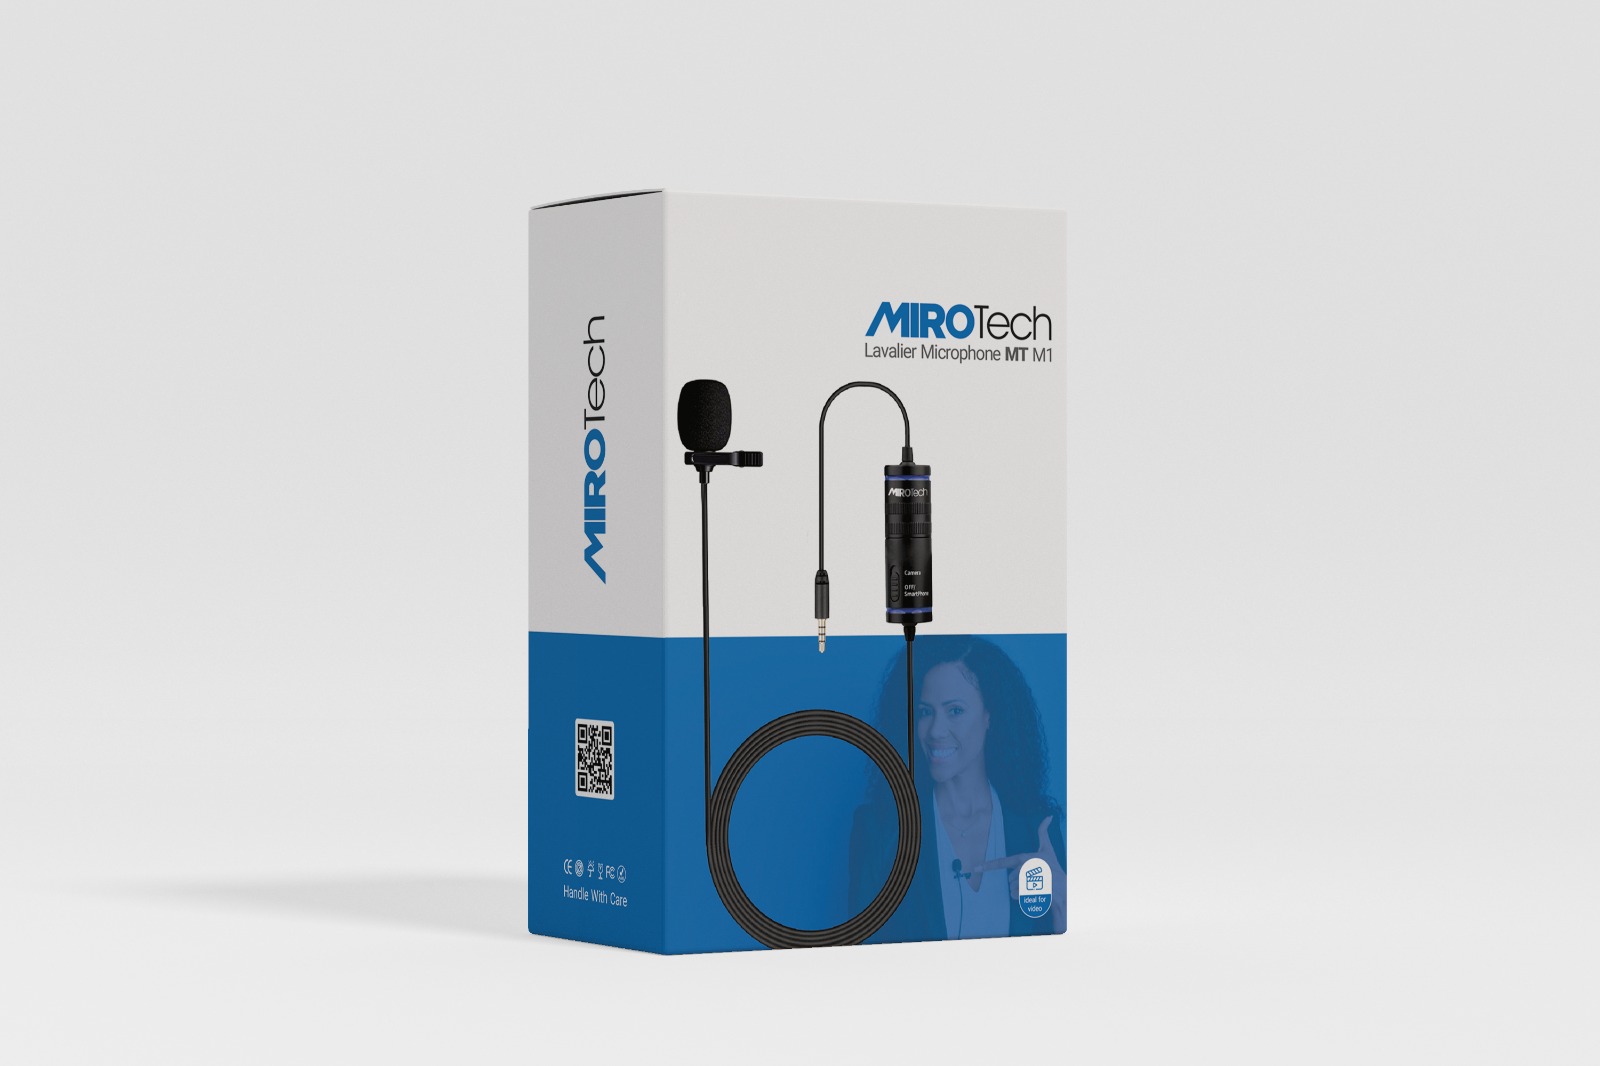 MIROTech
Handle With Care
MIROTech
Lavalier Microphone MT M1
MIROTech
Camera
OFF/
SmartPhone
ideal for
video